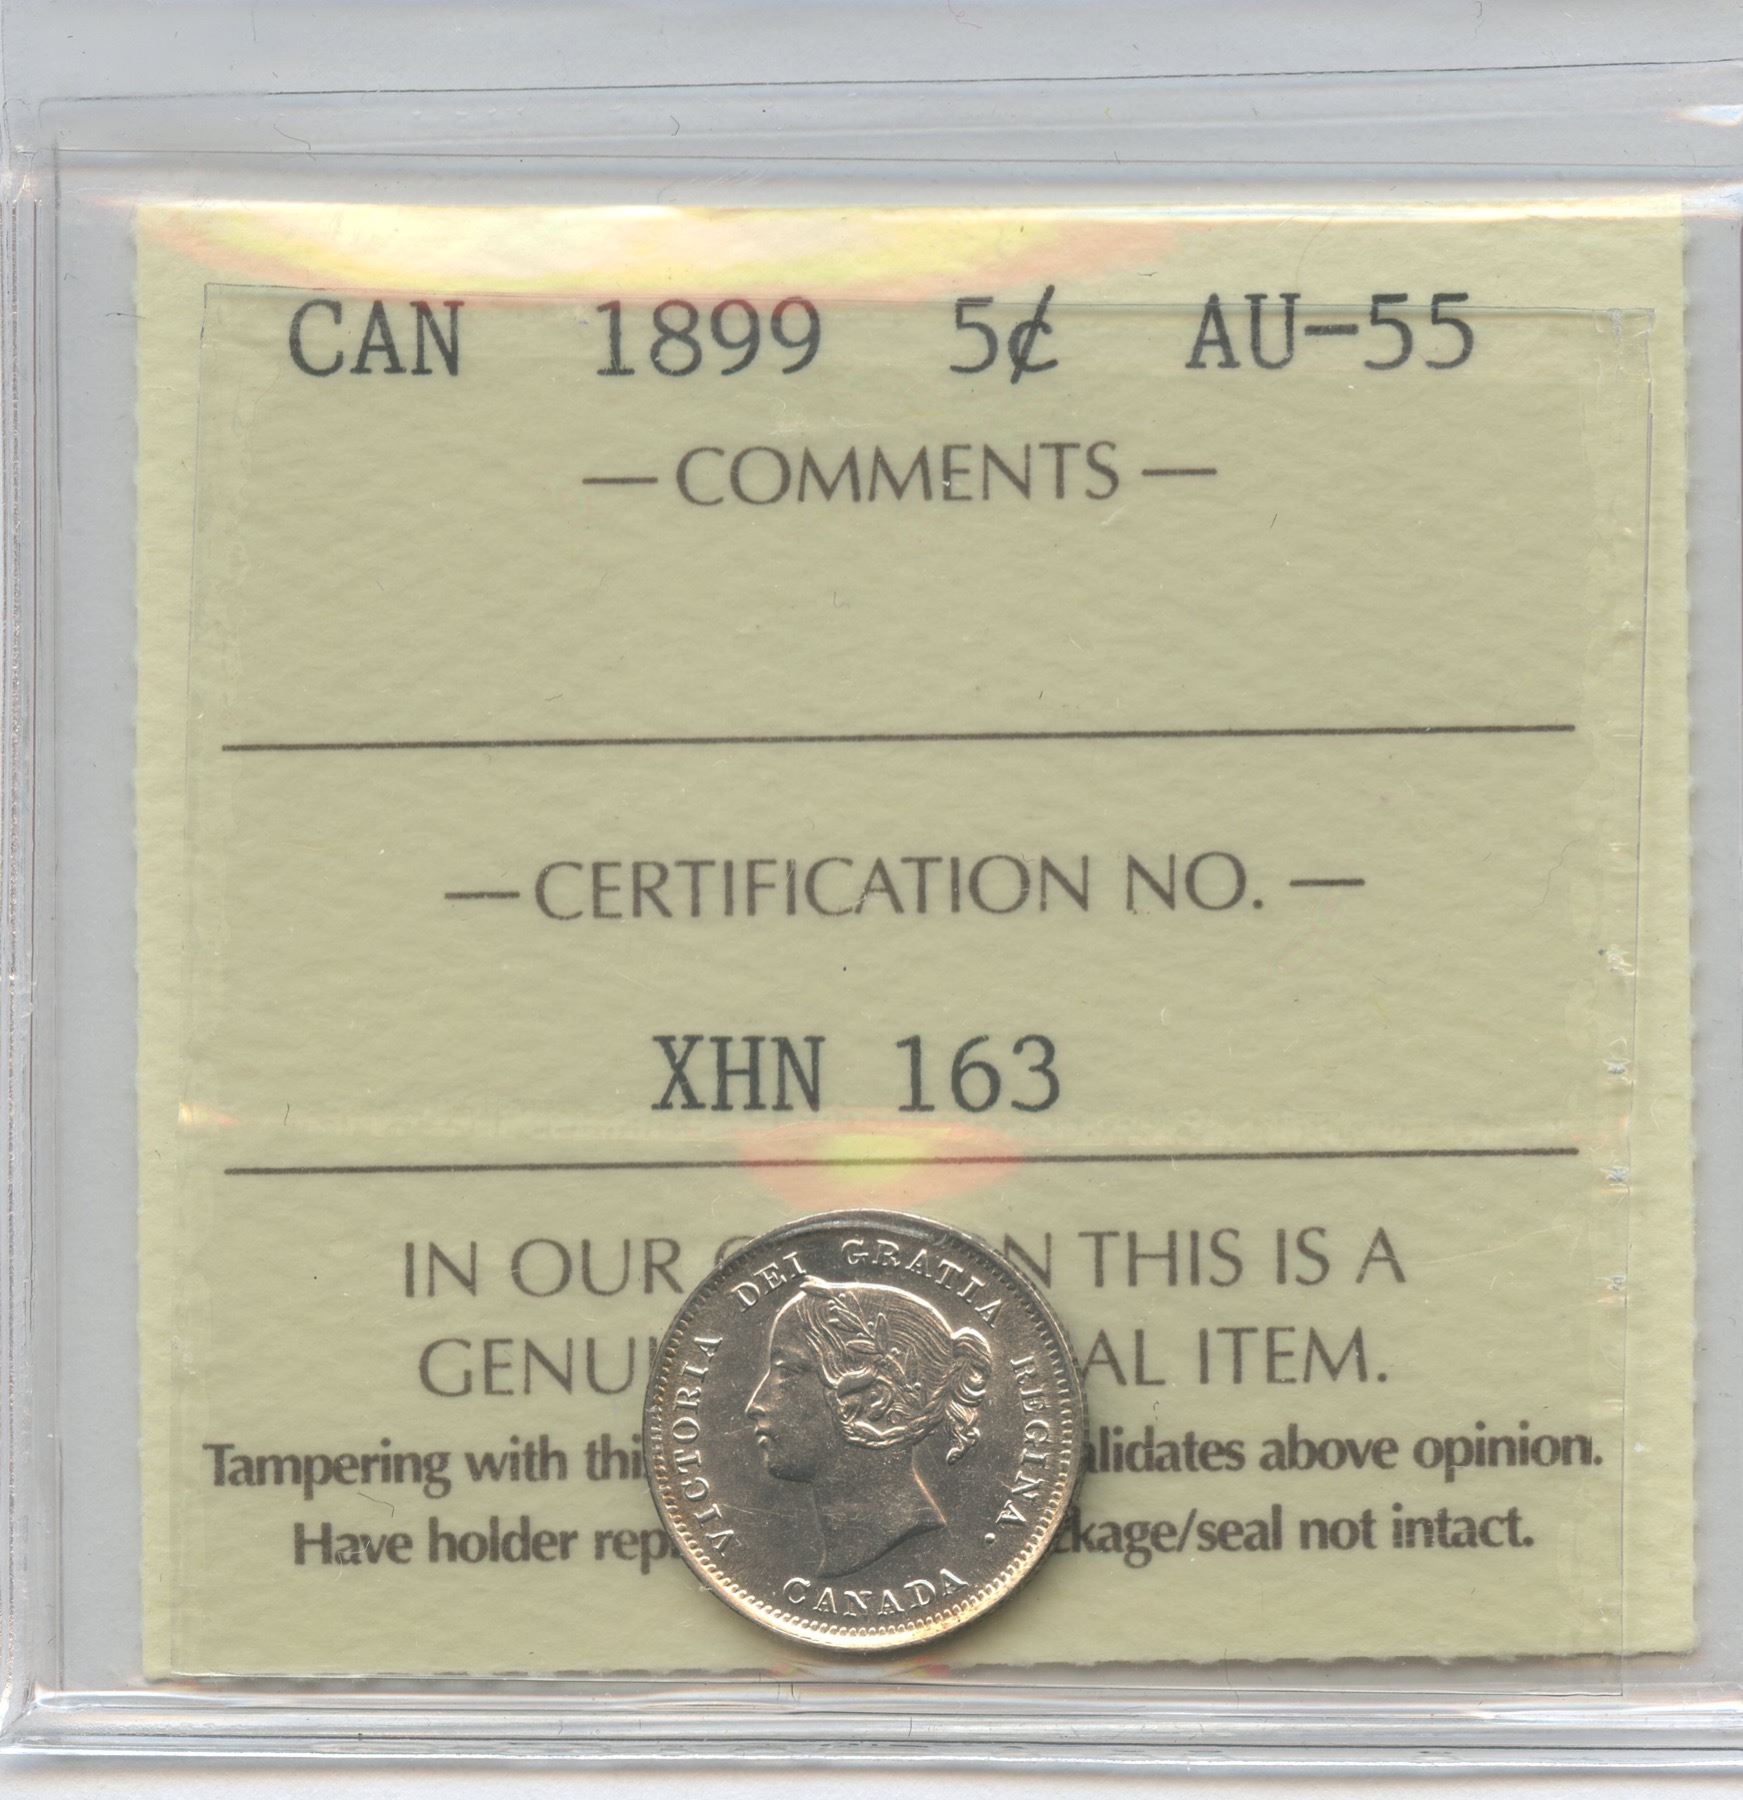 CAN 1899 5¢ AU-55
— COMMENTS —
— CERTIFICATION NO. —
XHN 163
IN OUR N THIS IS A
GENUI AL ITEM.
Tampering with thi alidates above opinion.
Have holder rep kage/seal not intact.
VICTORIA DEI GRATIA REGINA.
CANADA